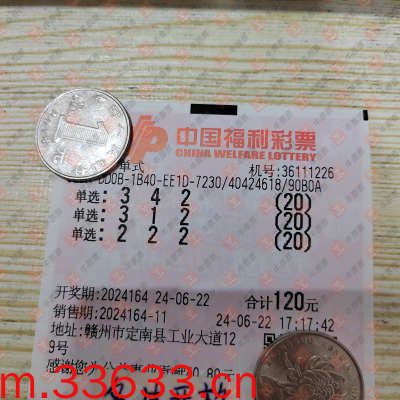 中国福利彩票
CHINA WELFARE LOTTERY
单式
机号:36111226
D0B-1B40-EE1D-7230/40424618/90B0A
单选: 3 4 2 (20)
单选: 3 1 2 (20)
单选: 2 2 2 (20)
开奖期:2024164 24-06-22 合计120元
销售期:2024164-11 24-06-22 17:17:42
地址:赣州市定南县工业大道12
9号
m.33633.cn